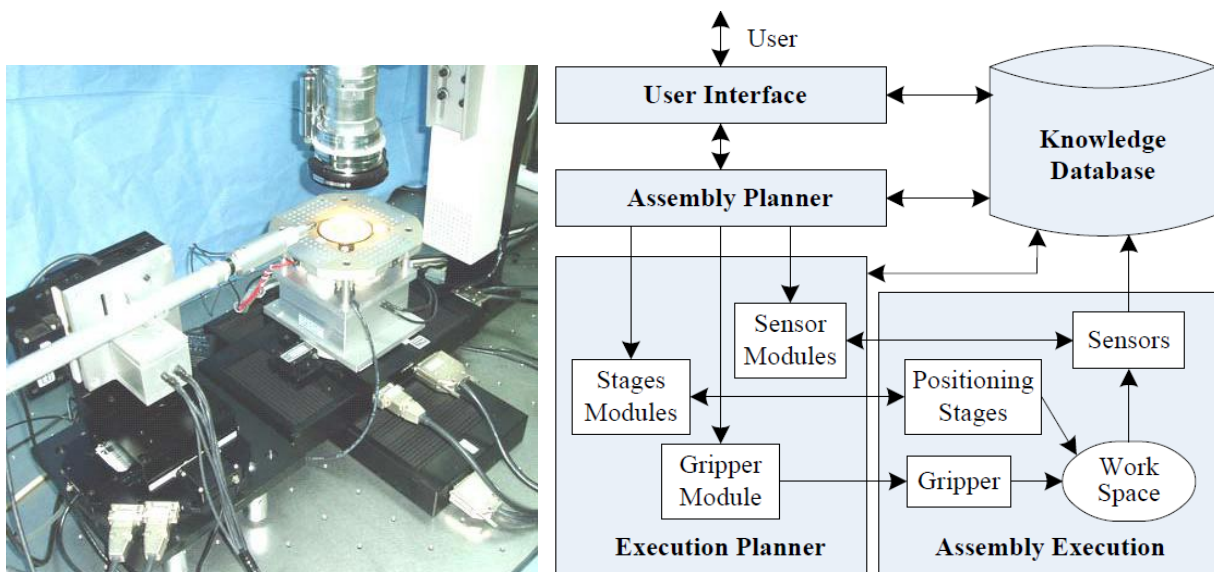 User
User Interface
Knowledge
Database
Assembly Planner
Sensor
Modules
Stages
Modules
Gripper
Module
Execution Planner
Sensors
Positioning
Stages
Gripper
Work
Space
Assembly Execution